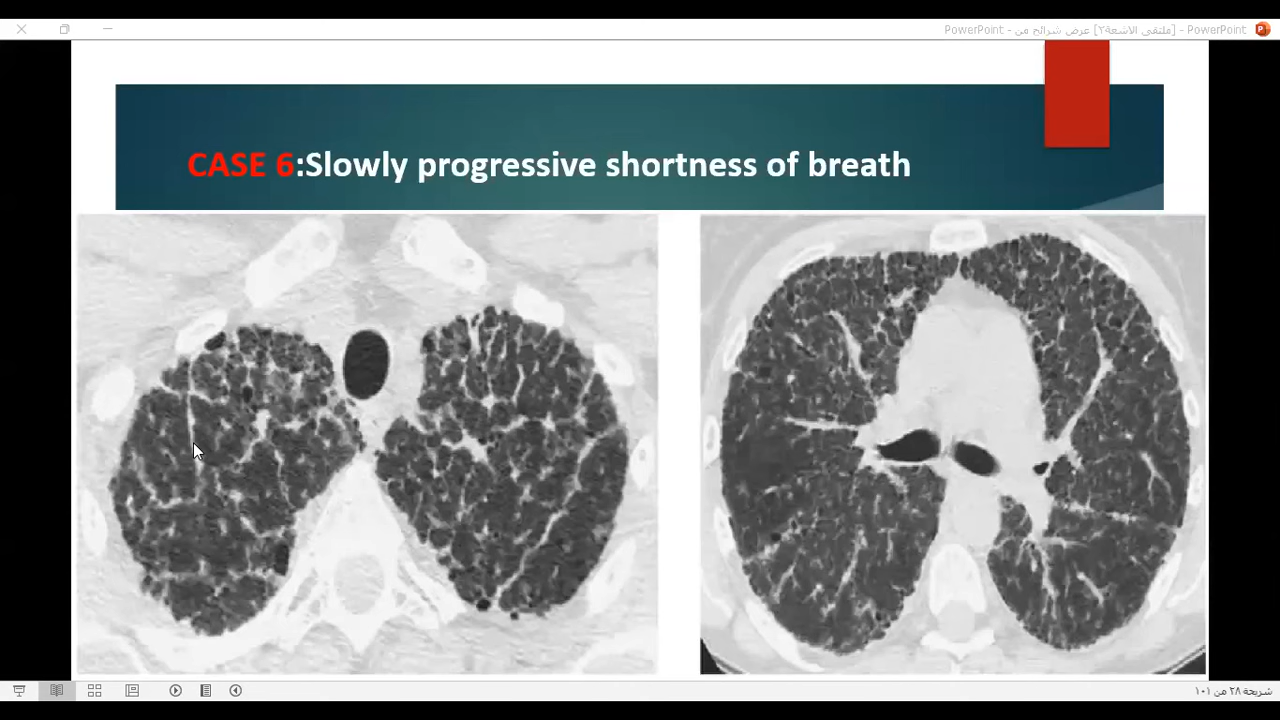 PowerPoint - [ملتقى الاشعة٢] عرض شرائح من - PowerPoint
CASE 6:Slowly progressive shortness of breath
شريحة ٢٨ من ١٠١